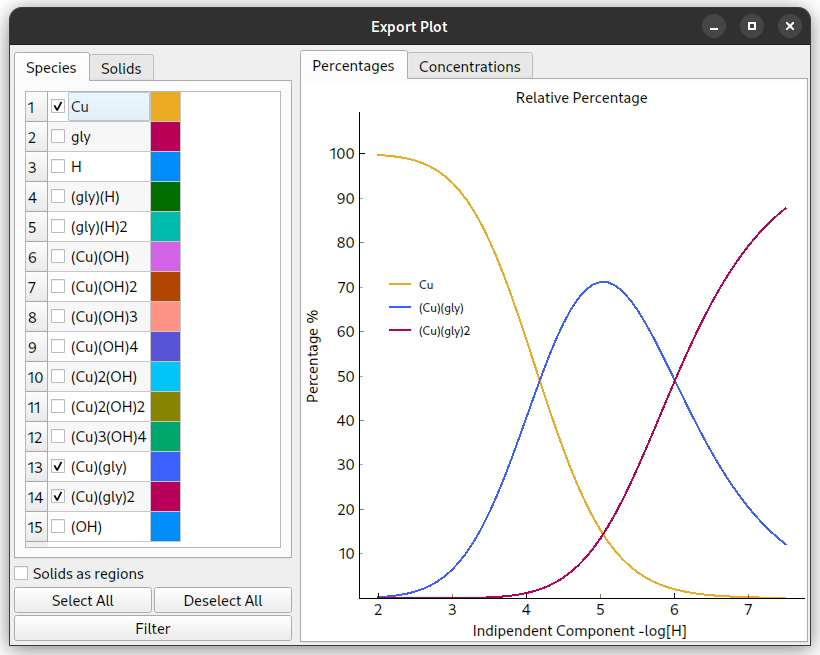 Export Plot
Species
Solids
1 Cu
2 gly
3 H
4 (gly)(H)
5 (gly)(H)2
6 (Cu)(OH)
7 (Cu)(OH)2
8 (Cu)(OH)3
9 (Cu)(OH)4
10 (Cu)2(OH)
11 (Cu)2(OH)2
12 (Cu)3(OH)4
13 (Cu)(gly)
14 (Cu)(gly)2
15 (OH)
Solids as regions
Select All
Deselect All
Filter
Percentages
Concentrations
Relative Percentage
Percentage %
100
90
80
70
60
50
40
30
20
10
Cu
(Cu)(gly)
(Cu)(gly)2
2 3 4 5 6 7
Indipendent Component -log[H]